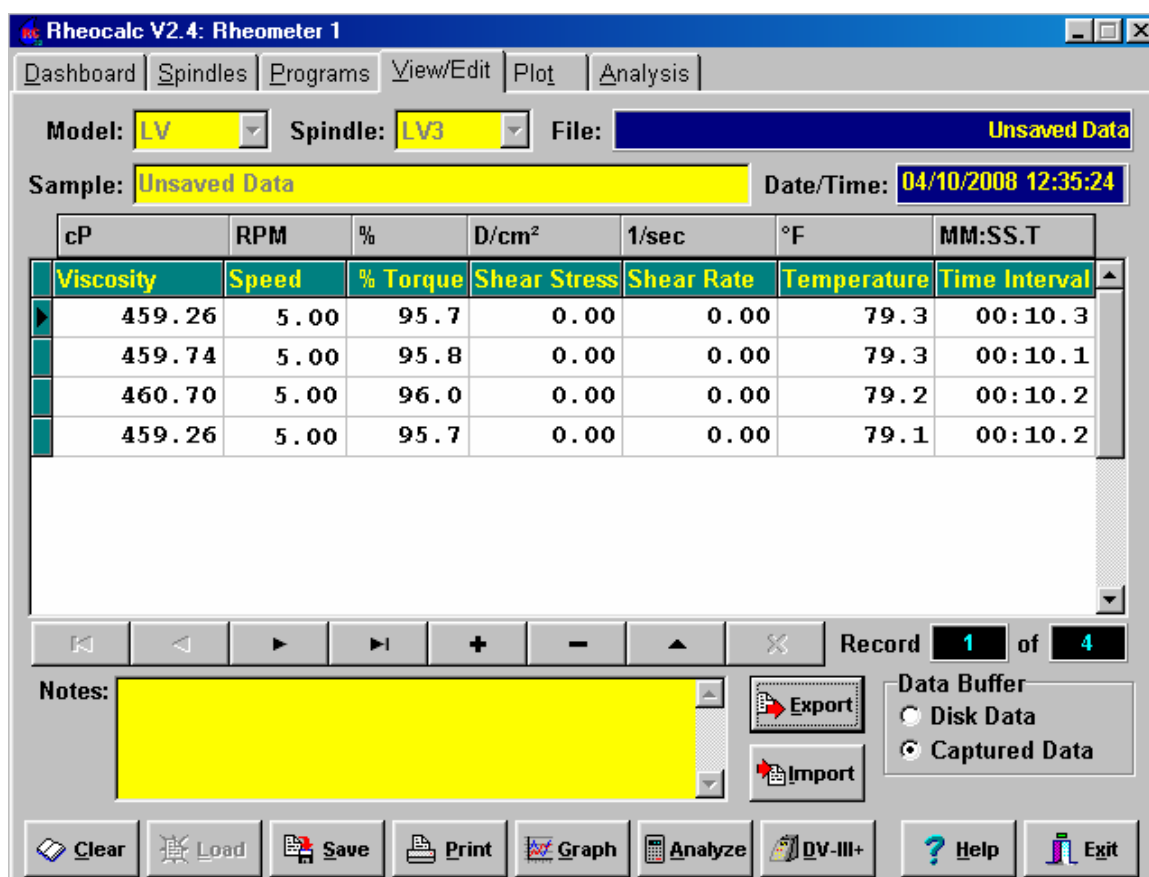 Rheocalc V2.4: Rheometer 1
Dashboard Spindles Programs View/Edit Plot Analysis
Model: LV Spindle: LV3 File: Unsaved Data
Sample: Unsaved Data Date/Time: 04/10/2008 12:35:24
cP RPM % D/cm² 1/sec °F MM:SS.T
Viscosity Speed % Torque Shear Stress Shear Rate Temperature Time Interval
459.26 5.00 95.7 0.00 0.00 79.3 00:10.3
459.74 5.00 95.8 0.00 0.00 79.3 00:10.1
460.70 5.00 96.0 0.00 0.00 79.2 00:10.2
459.26 5.00 95.7 0.00 0.00 79.1 00:10.2
Record 1 of 4
Notes: Export Data Buffer
Disk Data
Captured Data
Import
Clear Load Save Print Graph Analyze DV-III+ Help Exit